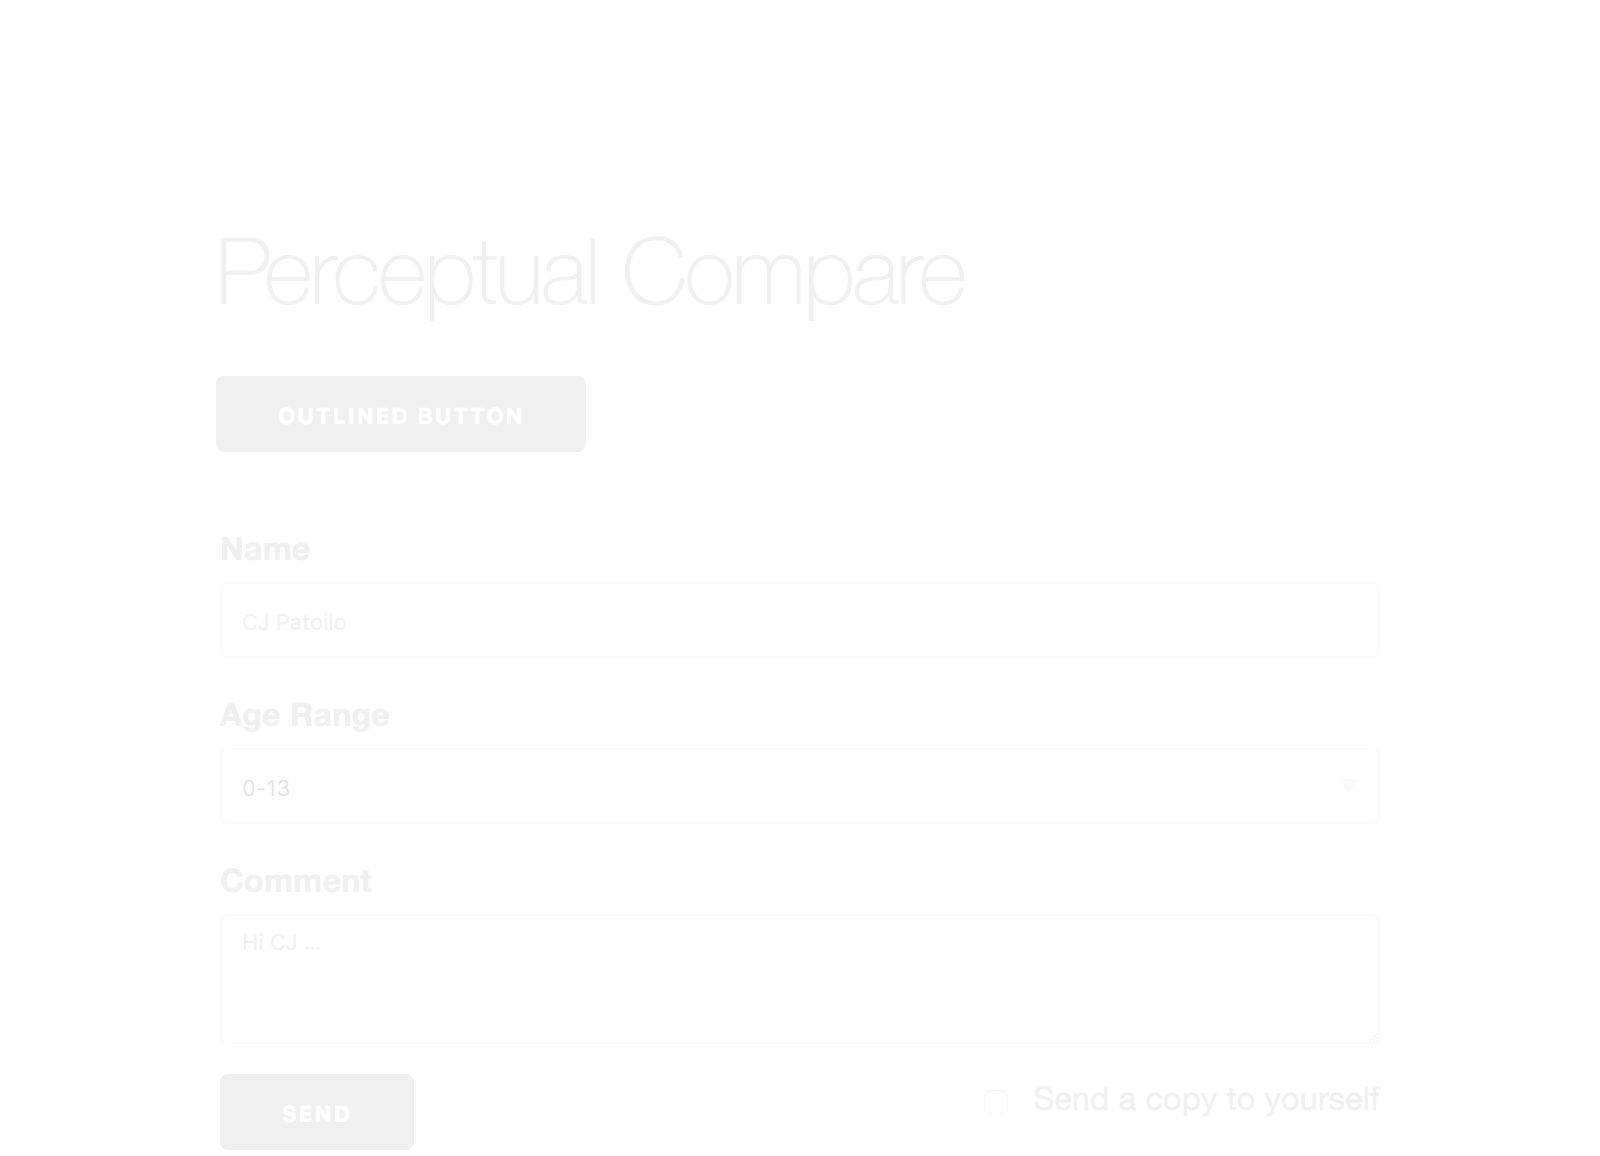 Perceptual Compare
OUTLINED BUTTON
Name
CJ Patoilo
Age Range
0-13
Comment
Hi CJ ...
SEND
Send a copy to yourself